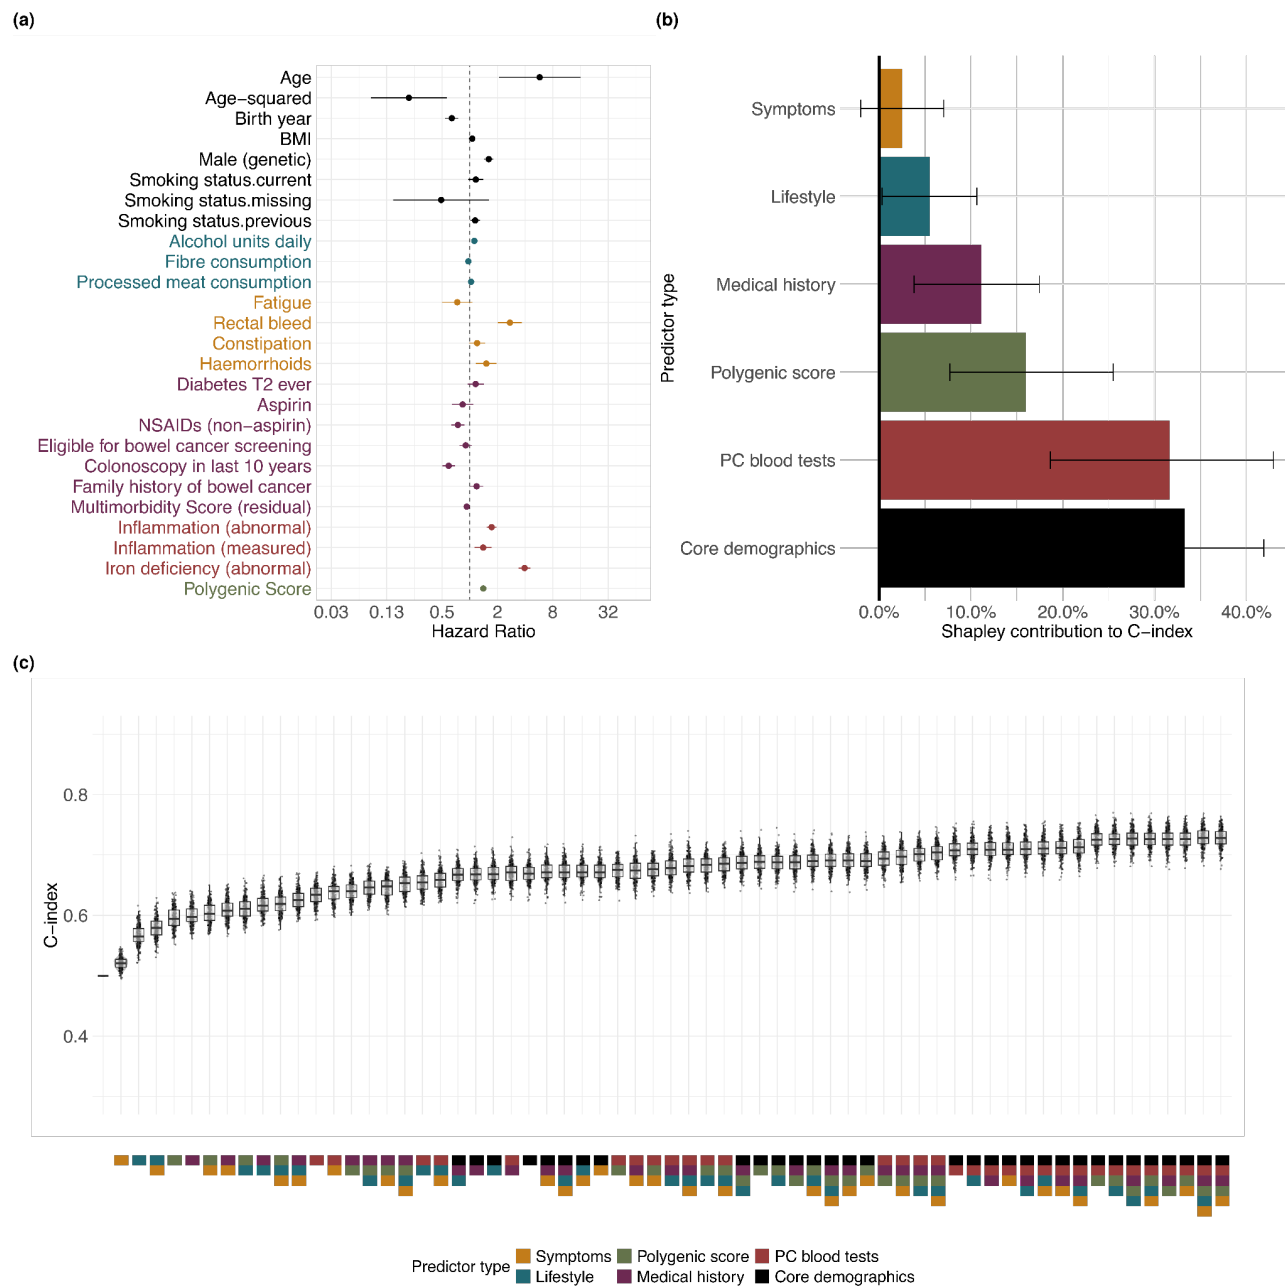 (a)
Age
Age−squared
Birth year
BMI
Male (genetic)
Smoking status.current
Smoking status.missing
Smoking status.previous
Alcohol units daily
Fibre consumption
Processed meat consumption
Fatigue
Rectal bleed
Constipation
Haemorrhoids
Diabetes T2 ever
Aspirin
NSAIDs (non−aspirin)
Eligible for bowel cancer screening
Colonoscopy in last 10 years
Family history of bowel cancer
Multimorbidity Score (residual)
Inflammation (abnormal)
Inflammation (measured)
Iron deficiency (abnormal)
Polygenic Score
0.03 0.13 0.5 2 8 32
Hazard Ratio
(b)
Predictor type
Symptoms
Lifestyle
Medical history
Polygenic score
PC blood tests
Core demographics
0.0% 10.0% 20.0% 30.0% 40.0%
Shapley contribution to C−index
(c)
C−index
0.8
0.6
0.4
Predictor type
Symptoms Polygenic score PC blood tests
Lifestyle Medical history Core demographics